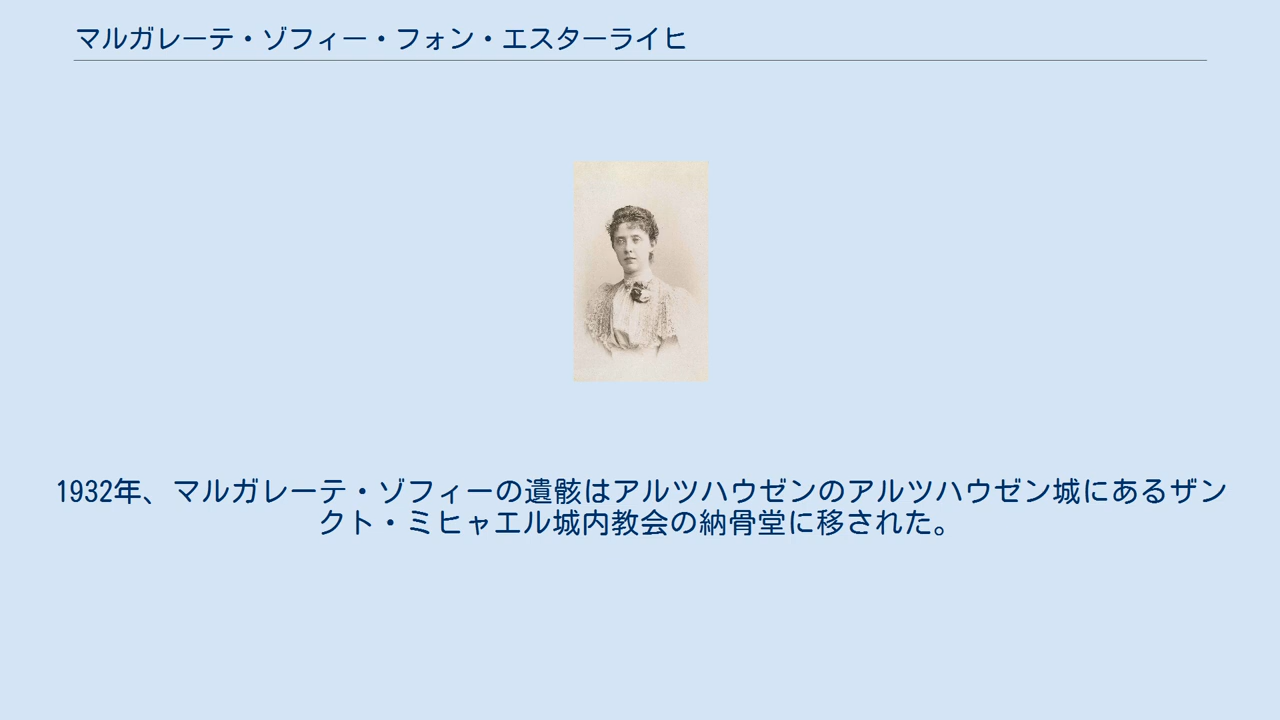 マルガレーテ・ゾフィー・フォン・エスターライヒ
1932年、マルガレーテ・ゾフィーの遺骸はアルツハウゼンのアルツハウゼン城にあるザン
クト・ミヒャエル城内教会の納骨堂に移された。